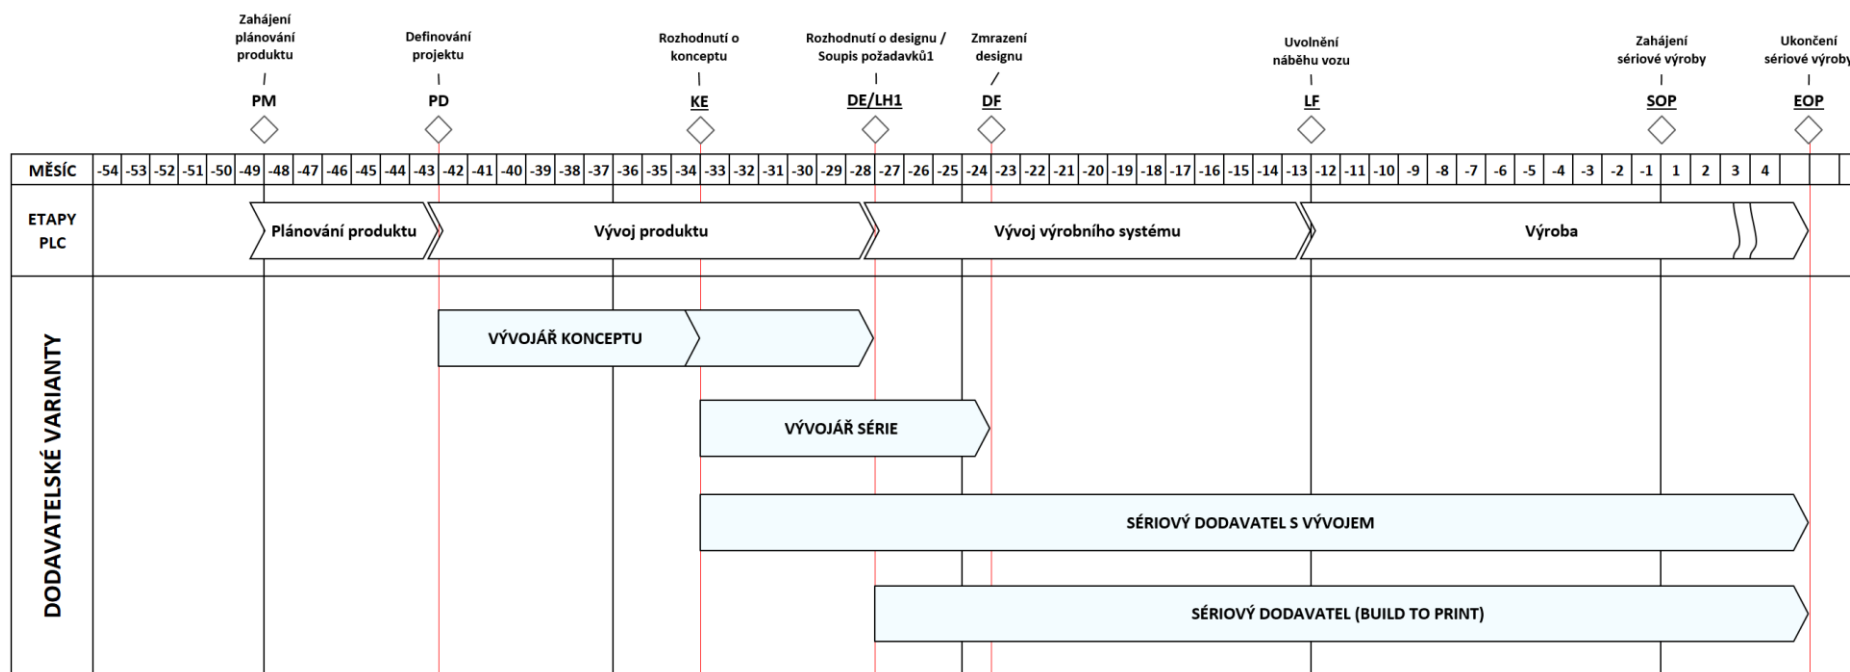 Zahájení
plánování
produktu
Definování
projektu
Rozhodnutí o
konceptu
Rozhodnutí o designu /
Soupis požadavků1
Zmrazení
designu
Uvolnění
náběhu vozu
Zahájení
sériové výroby
Ukončení
sériové výroby
PM PD KE DE/LH1 DF LF SOP EOP
MĚSÍC -54 -53 -52 -51 -50 -49 -48 -47 -46 -45 -44 -43 -42 -41 -40 -39 -38 -37 -36 -35 -34 -33 -32 -31 -30 -29 -28 -27 -26 -25 -24 -23 -22 -21 -20 -19 -18 -17 -16 -15 -14 -13 -12 -11 -10 -9 -8 -7 -6 -5 -4 -3 -2 -1 1 2 3 4
ETAPY
PLC
Plánování produktu
Vývoj produktu
Vývoj výrobního systému
Výroba
DODAVATELSKÉ VARIANTY
VÝVOJÁŘ KONCEPTU
VÝVOJÁŘ SÉRIE
SÉRIOVÝ DODAVATEL S VÝVOJEM
SÉRIOVÝ DODAVATEL (BUILD TO PRINT)